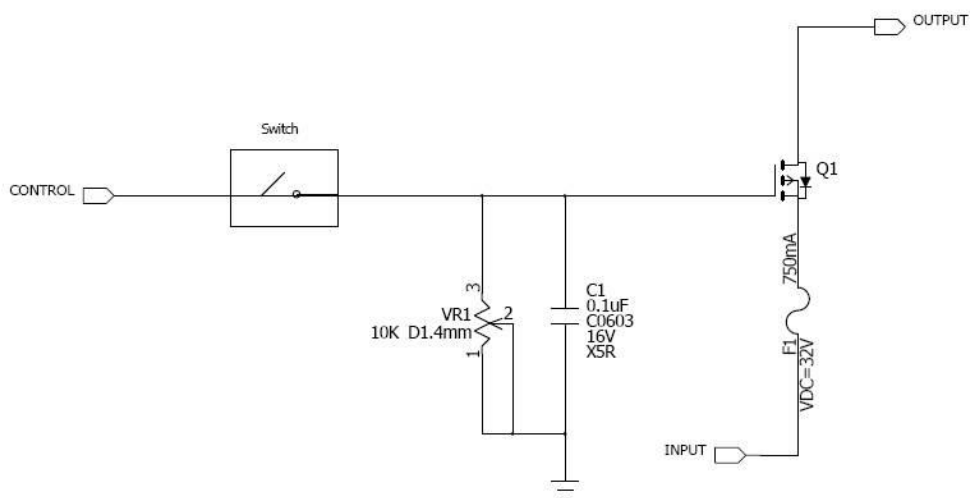 OUTPUT
Switch
Q1
CONTROL
750mA
3
VR1
2
10K D1.4mm
1
C1
0.1uF
C0603
16V
X5R
F1
VDC=32V
INPUT